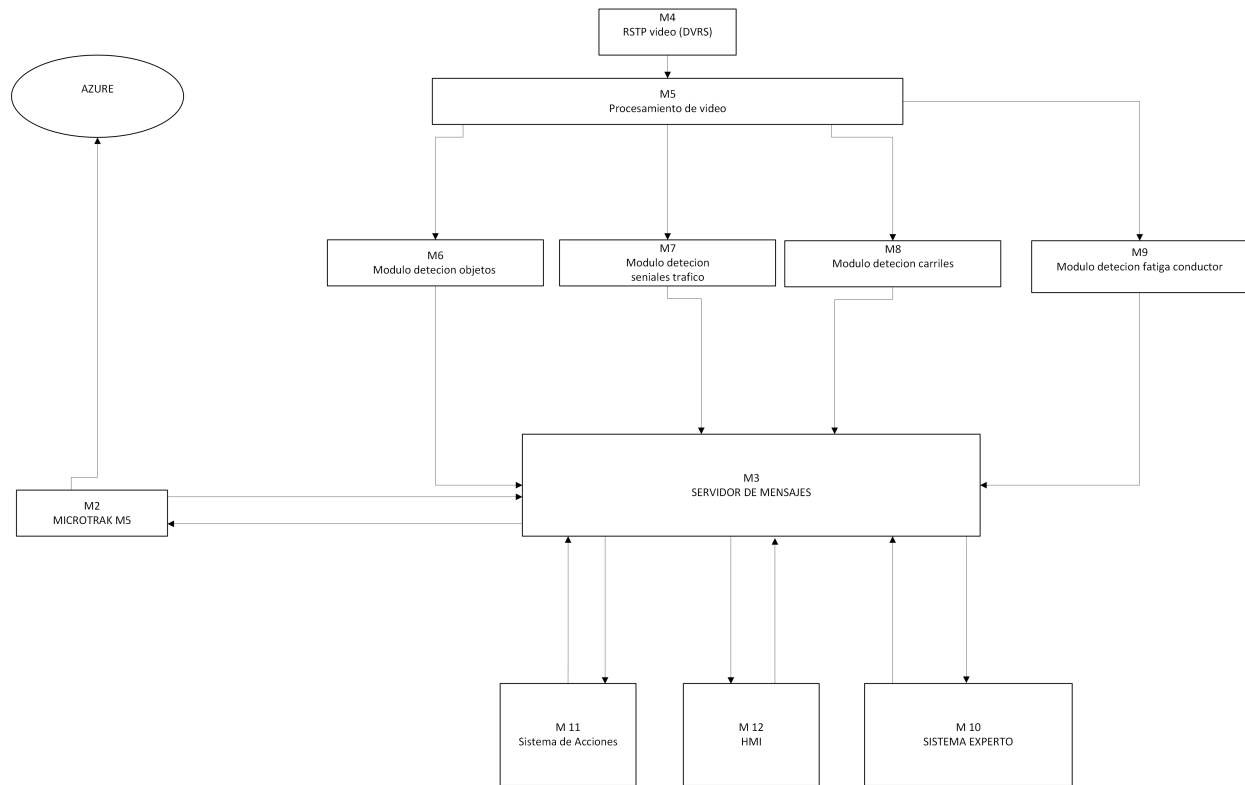 M4
RSTP video (DVRS)
AZURE
M5
Procesamiento de video
M6
Modulo detecion objetos
M7
Modulo detecion
seniales trafico
M8
Modulo detecion carriles
M9
Modulo detecion fatiga conductor
M3
SERVIDOR DE MENSAJES
M2
MICROTRAK M5
M 11
Sistema de Acciones
M 12
HMI
M 10
SISTEMA EXPERTO